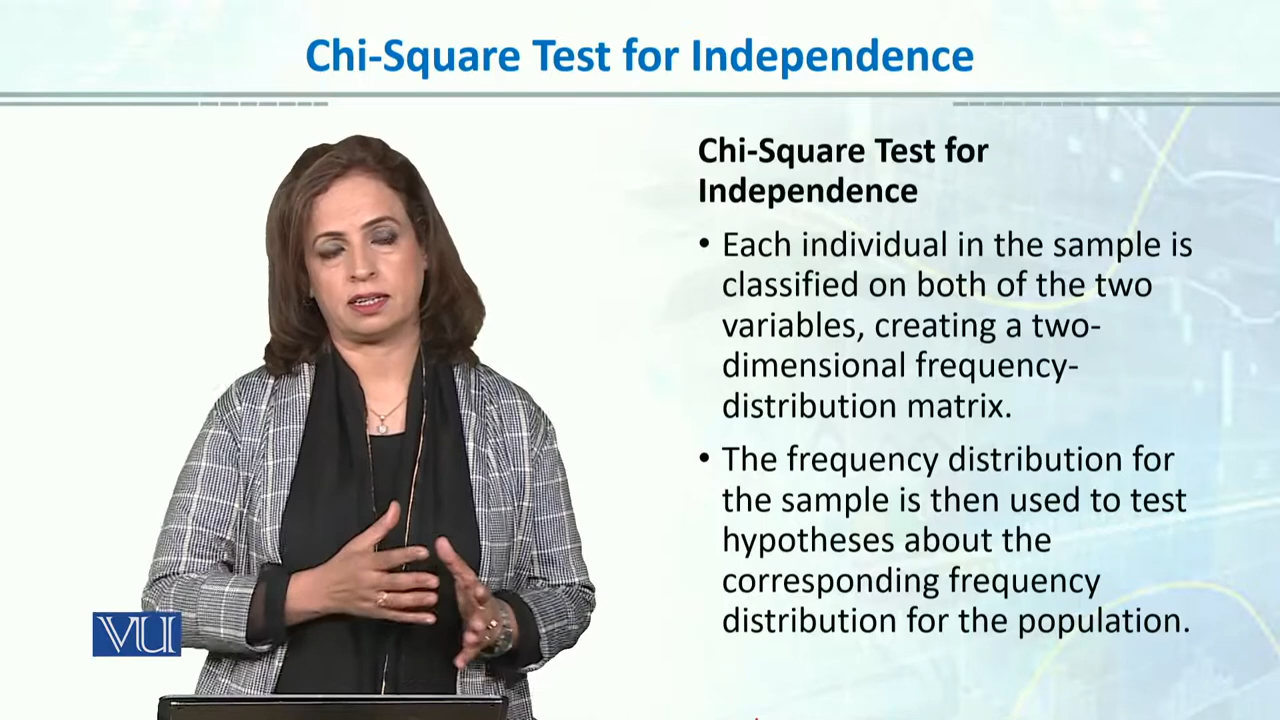 Chi-Square Test for Independence
Chi-Square Test for
Independence
• Each individual in the sample is
classified on both of the two
variables, creating a two-
dimensional frequency-
distribution matrix.
• The frequency distribution for
the sample is then used to test
hypotheses about the
corresponding frequency
distribution for the population.
VU